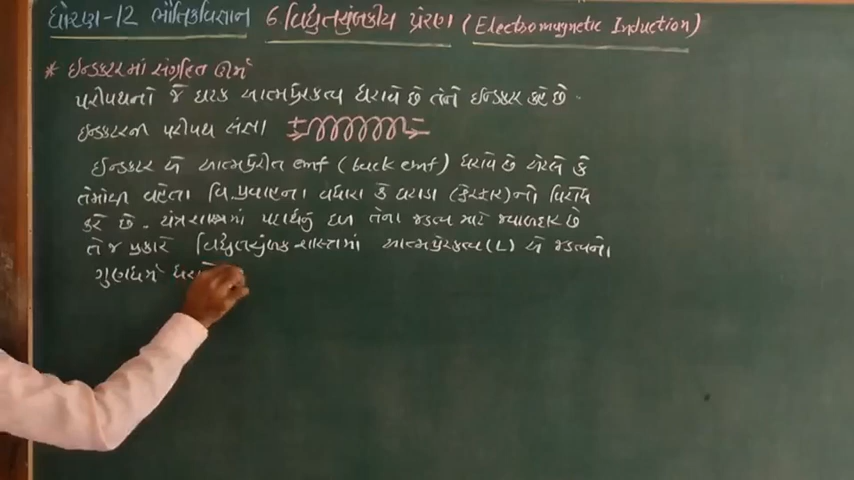 ધોરણ-12 ભૌતિકવિજ્ઞાન 6. વિદ્યુતચુંબકીય પ્રેરણ (Electromagnetic Induction)
* ઈન્ડક્ટરમાં સંગ્રહિત ઊર્જા
પરીપથનો જે ઘટક આત્મપ્રેરકત્વ ધરાવે છે તેને ઈન્ડક્ટર કહે છે.
ઈન્ડક્ટરની પરીપથ સંજ્ઞા + −
ઈન્ડક્ટર એ આત્મપ્રેરીત emf (back emf) ધરાવે છે એટલે કે
તેમાંથી વહેતા વિ.પ્રવાહના વધારા કે ઘટાડા (ફેરફાર)નો વિરોધ
કરે છે. યંત્રશાસ્ત્રમાં પદાર્થનું દળ તેના જડત્વ માટે જવાબદાર છે
તે જ પ્રકારે વિદ્યુતચુંબક શાસ્ત્રમાં આત્મપ્રેરકત્વ (L) એ જડત્વનો
ગુણધર્મ